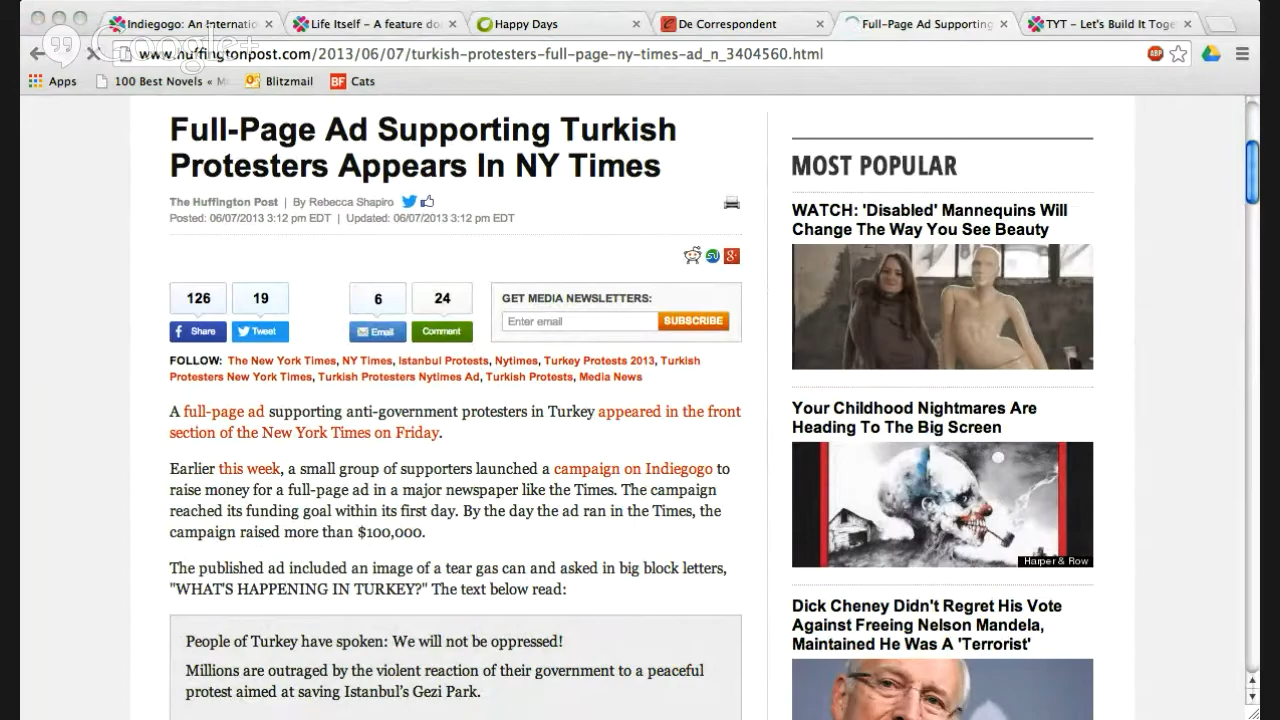 Indiegogo: An Internatio
Life Itself – A feature do
Happy Days
De Correspondent
Full-Page Ad Supporting
TYT – Let's Build It Toge
Google+
www.huffingtonpost.com/2013/06/07/turkish-protesters-full-page-ny-times-ad_n_3404560.html
ABP
Apps
100 Best Novels «
Blitzmail
BF Cats
Full-Page Ad Supporting Turkish
Protesters Appears In NY Times
The Huffington Post | By Rebecca Shapiro
Posted: 06/07/2013 3:12 pm EDT | Updated: 06/07/2013 3:12 pm EDT
126
19
6
24
Share
Tweet
Email
Comment
GET MEDIA NEWSLETTERS:
Enter email
SUBSCRIBE
FOLLOW: The New York Times, NY Times, Istanbul Protests, Nytimes, Turkey Protests 2013, Turkish
Protesters New York Times, Turkish Protesters Nytimes Ad, Turkish Protests, Media News
A full-page ad supporting anti-government protesters in Turkey appeared in the front
section of the New York Times on Friday.
Earlier this week, a small group of supporters launched a campaign on Indiegogo to
raise money for a full-page ad in a major newspaper like the Times. The campaign
reached its funding goal within its first day. By the day the ad ran in the Times, the
campaign raised more than $100,000.
The published ad included an image of a tear gas can and asked in big block letters,
"WHAT'S HAPPENING IN TURKEY?" The text below read:
People of Turkey have spoken: We will not be oppressed!
Millions are outraged by the violent reaction of their government to a peaceful
protest aimed at saving Istanbul's Gezi Park.
MOST POPULAR
WATCH: 'Disabled' Mannequins Will
Change The Way You See Beauty
Your Childhood Nightmares Are
Heading To The Big Screen
Harper & Row
Dick Cheney Didn't Regret His Vote
Against Freeing Nelson Mandela,
Maintained He Was A 'Terrorist'